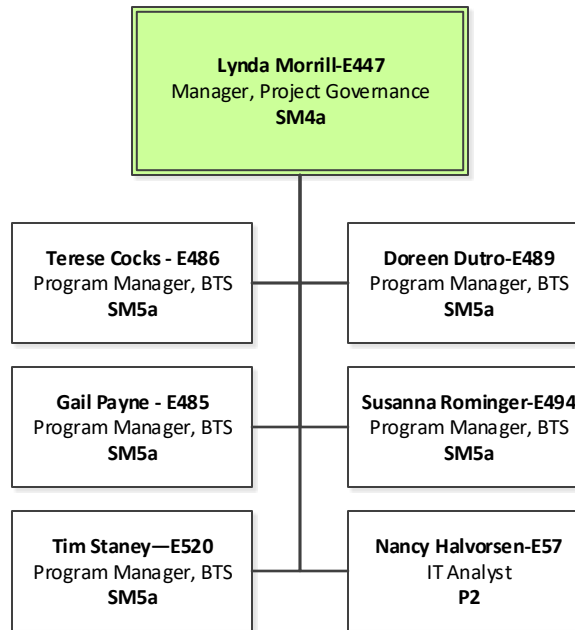 Lynda Morrill-E447
Manager, Project Governance
SM4a
Terese Cocks - E486
Program Manager, BTS
SM5a
Doreen Dutro-E489
Program Manager, BTS
SM5a
Gail Payne - E485
Program Manager, BTS
SM5a
Susanna Rominger-E494
Program Manager, BTS
SM5a
Tim Staney—E520
Program Manager, BTS
SM5a
Nancy Halvorsen-E57
IT Analyst
P2